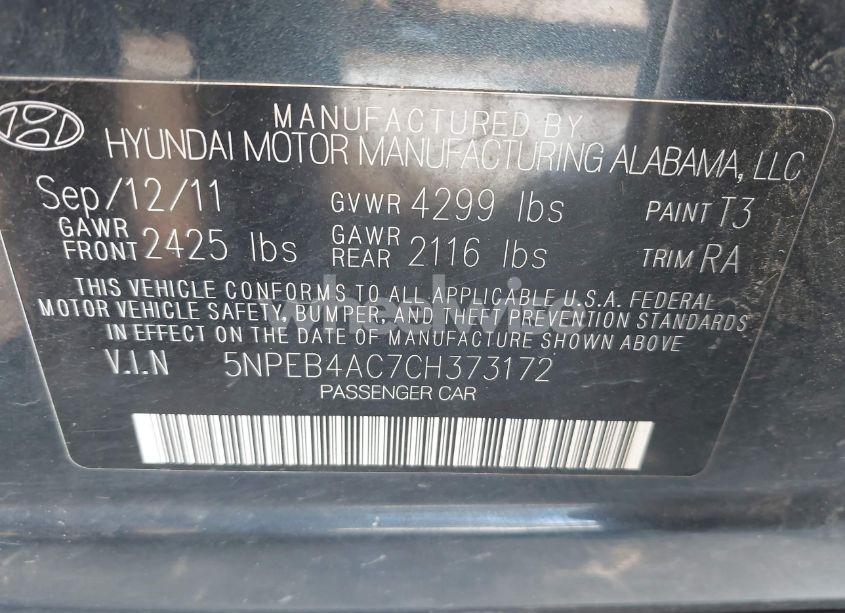 MANUFACTURED BY
HYUNDAI MOTOR MANUFACTURING ALABAMA, LLC
Sep/12/11 GVWR 4299 lbs PAINT T3
GAWR FRONT 2425 lbs GAWR REAR 2116 lbs TRIM RA
THIS VEHICLE CONFORMS TO ALL APPLICABLE U.S.A. FEDERAL
MOTOR VEHICLE SAFETY, BUMPER, AND THEFT PREVENTION STANDARDS
IN EFFECT ON THE DATE OF MANUFACTURE SHOWN ABOVE
V.I.N 5NPEB4AC7CH373172
PASSENGER CAR
wheelwise